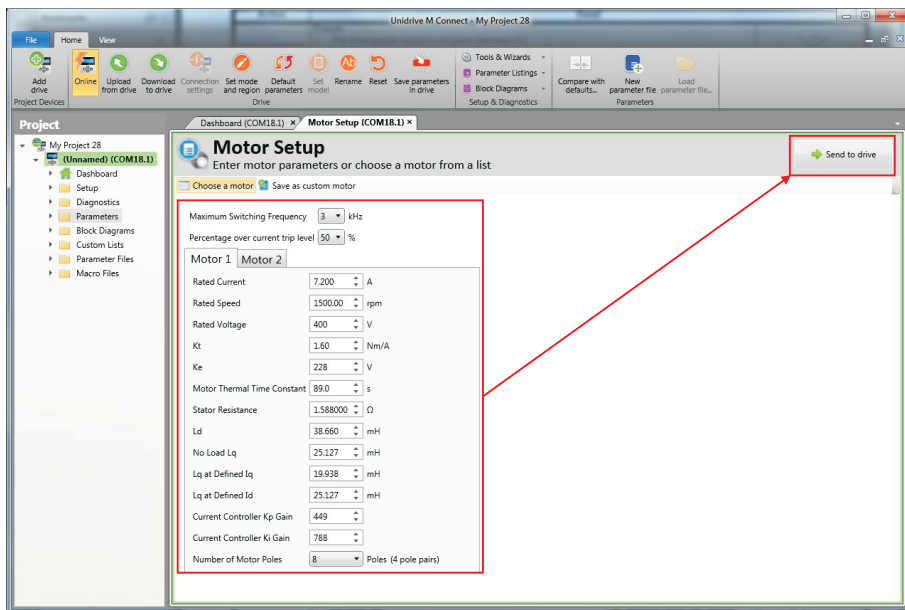 Unidrive M Connect - My Project 28
File Home View
Add drive
Online
Upload from drive
Download to drive
Connection settings
Set mode and region
Default parameters
Set model
Rename
Reset
Save parameters in drive
Tools & Wizards
Parameter Listings
Block Diagrams
Compare with defaults...
New parameter file
Load parameter file...
Project Devices
Drive
Setup & Diagnostics
Parameters
Project
Dashboard (COM18.1) × Motor Setup (COM18.1) ×
My Project 28
(Unnamed) (COM18.1)
Dashboard
Setup
Diagnostics
Parameters
Block Diagrams
Custom Lists
Parameter Files
Macro Files
Motor Setup
Enter motor parameters or choose a motor from a list
Send to drive
Choose a motor Save as custom motor
Maximum Switching Frequency 3 kHz
Percentage over current trip level 50 %
Motor 1 Motor 2
Rated Current 7.200 A
Rated Speed 1500.00 rpm
Rated Voltage 400 V
Kt 1.60 Nm/A
Ke 228 V
Motor Thermal Time Constant 89.0 s
Stator Resistance 1.588000 Ω
Ld 38.660 mH
No Load Lq 25.127 mH
Lq at Defined Iq 19.938 mH
Lq at Defined Id 25.127 mH
Current Controller Kp Gain 449
Current Controller Ki Gain 788
Number of Motor Poles 8 Poles (4 pole pairs)